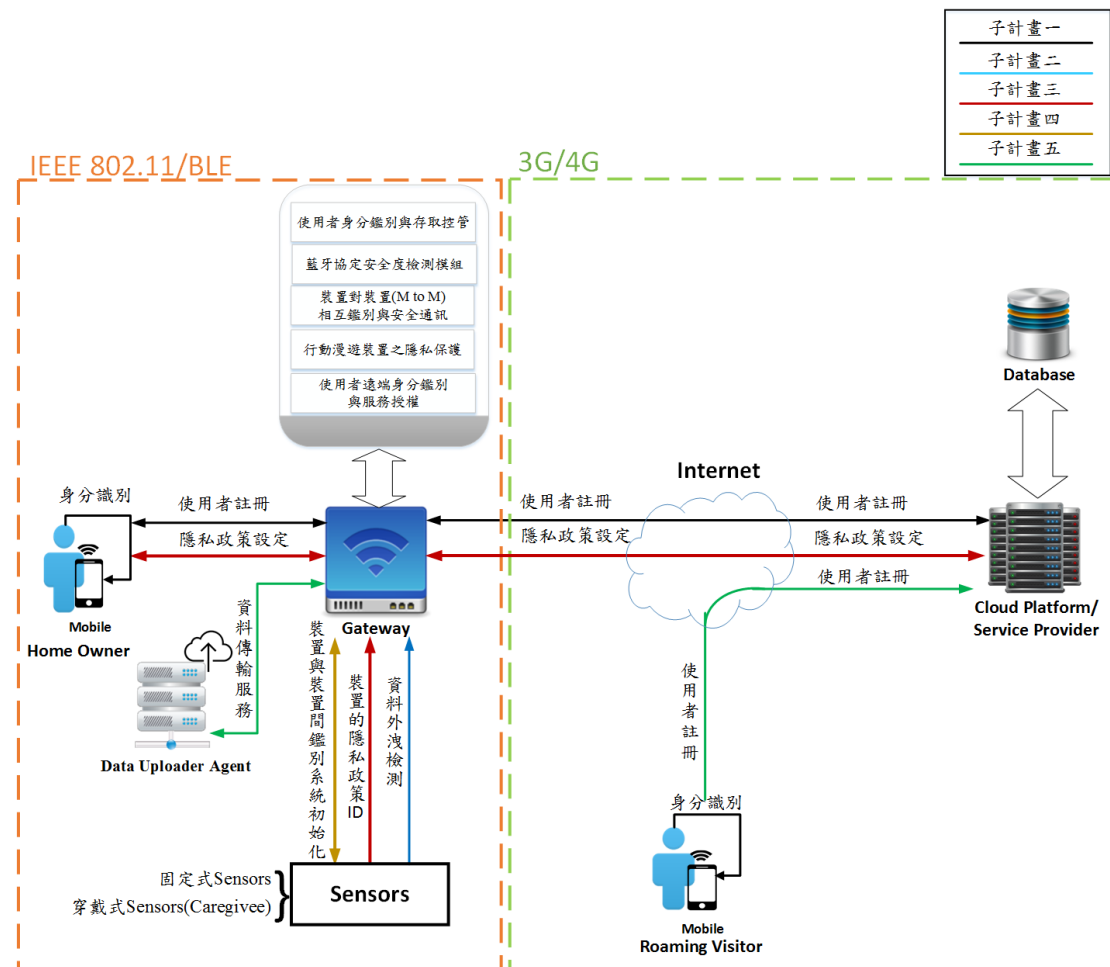 子計畫一
子計畫二
子計畫三
子計畫四
子計畫五
IEEE 802.11/BLE
3G/4G
使用者身分鑑別與存取控管
藍牙協定安全度檢測模組
裝置對裝置(M to M)
相互鑑別與安全通訊
行動漫遊裝置之隱私保護
使用者遠端身分鑑別
與服務授權
Database
Internet
身分識別
使用者註冊
使用者註冊
使用者註冊
隱私政策設定
隱私政策設定
隱私政策設定
使用者註冊
Mobile
Home Owner
Gateway
Cloud Platform/
Service Provider
資料傳輸服務
Data Uploader Agent
裝置與裝置間鑑別系統初始化
裝置的隱私政策ID
資料外洩檢測
使用者註冊
身分識別
固定式Sensors
穿戴式Sensors(Caregivee)
Sensors
Mobile
Roaming Visitor